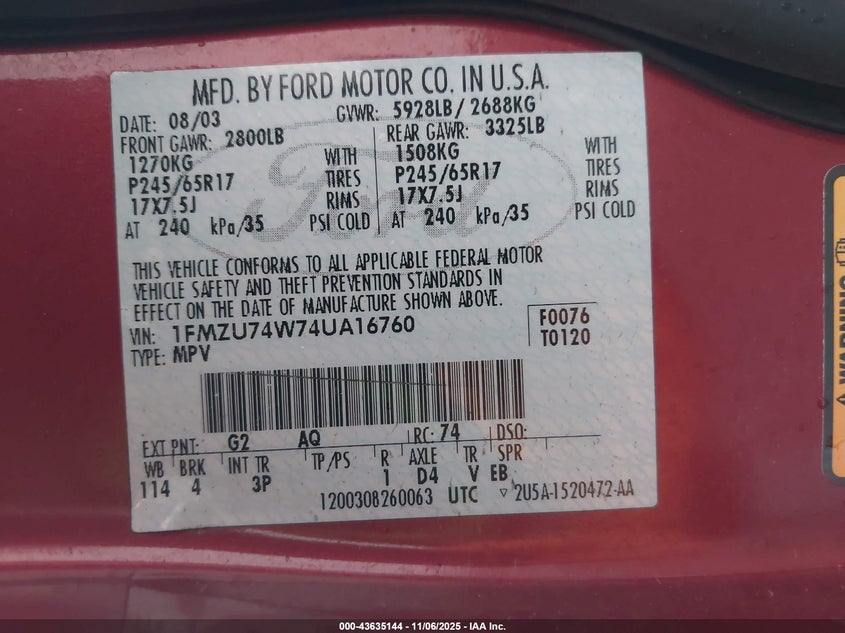 MFD. BY FORD MOTOR CO. IN U.S.A.
DATE: 08/03 GVWR: 5928LB/ 2688KG
FRONT GAWR: 2800LB REAR GAWR: 3325LB
1270KG WITH 1508KG WITH
P245/65R17 TIRES P245/65R17 TIRES
17X7.5J RIMS 17X7.5J RIMS
AT 240 kPa/35 PSI COLD AT 240 kPa/35 PSI COLD
Ford
THIS VEHICLE CONFORMS TO ALL APPLICABLE FEDERAL MOTOR
VEHICLE SAFETY AND THEFT PREVENTION STANDARDS IN
EFFECT ON THE DATE OF MANUFACTURE SHOWN ABOVE.
VIN: 1FMZU74W74UA16760 F0076
TYPE: MPV T0120
EXT PNT: G2 AQ RC: 74 DSO:
WB BRK INT TR TP/PS R AXLE TR SPR
114 4 3P 1 D4 V EB
1200308260063 UTC ▽ 2U5A-1520472-AA
WARNING
000-43635144 - 11/06/2025 - IAA Inc.